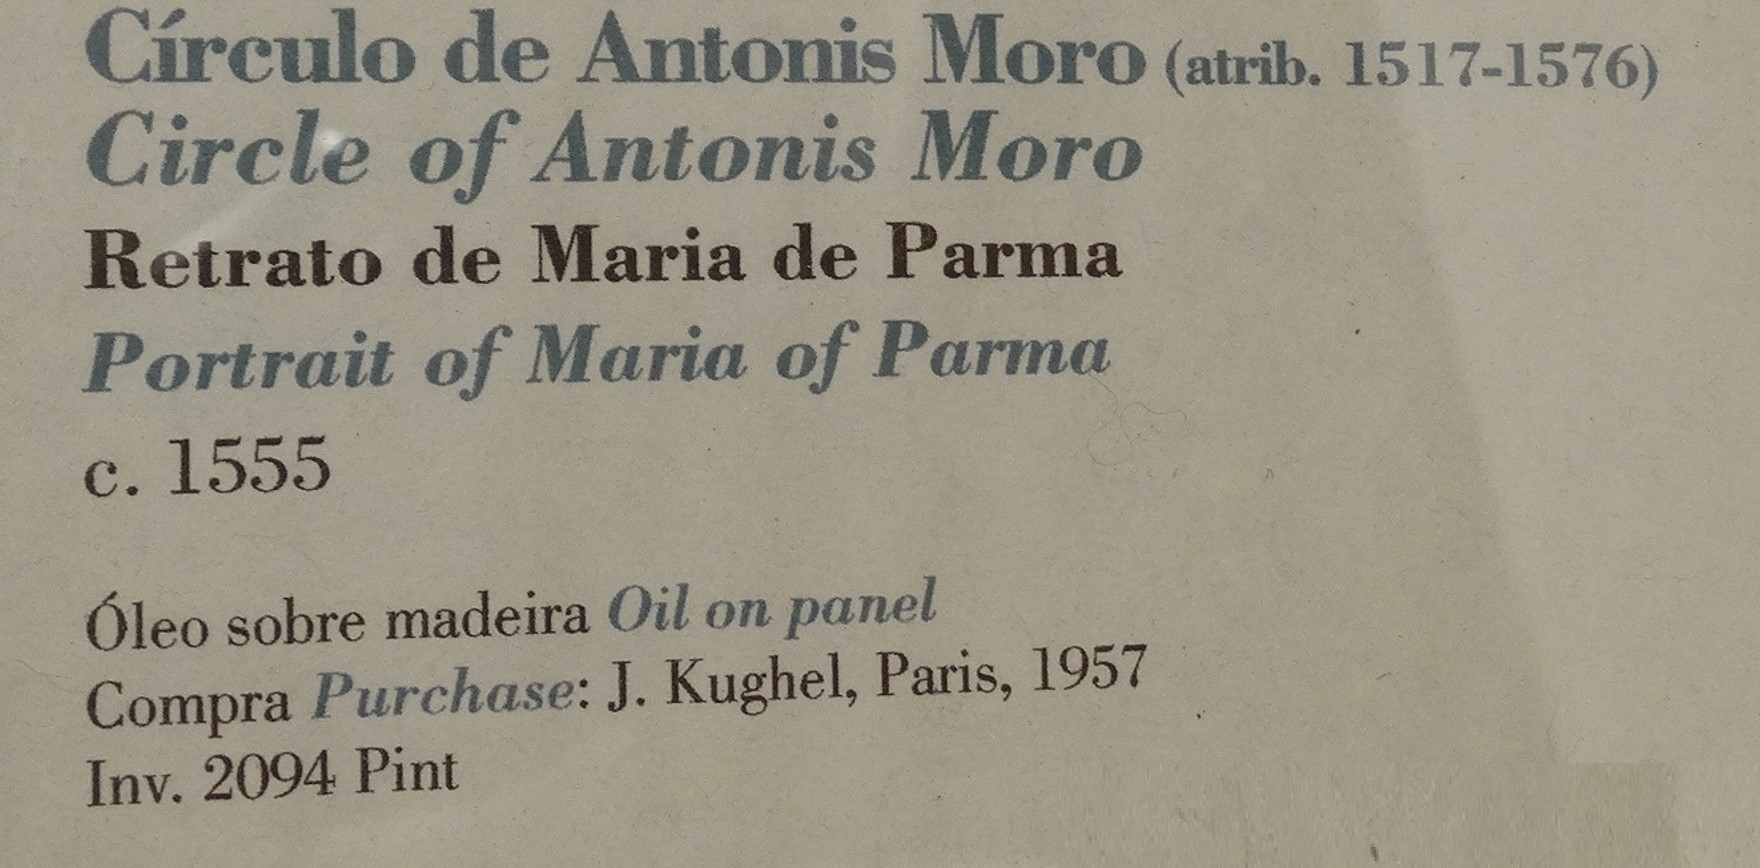 Círculo de Antonis Moro (atrib. 1517-1576)
Circle of Antonis Moro
Retrato de Maria de Parma
Portrait of Maria of Parma
c. 1555
Óleo sobre madeira Oil on panel
Compra Purchase: J. Kughel, Paris, 1957
Inv. 2094 Pint